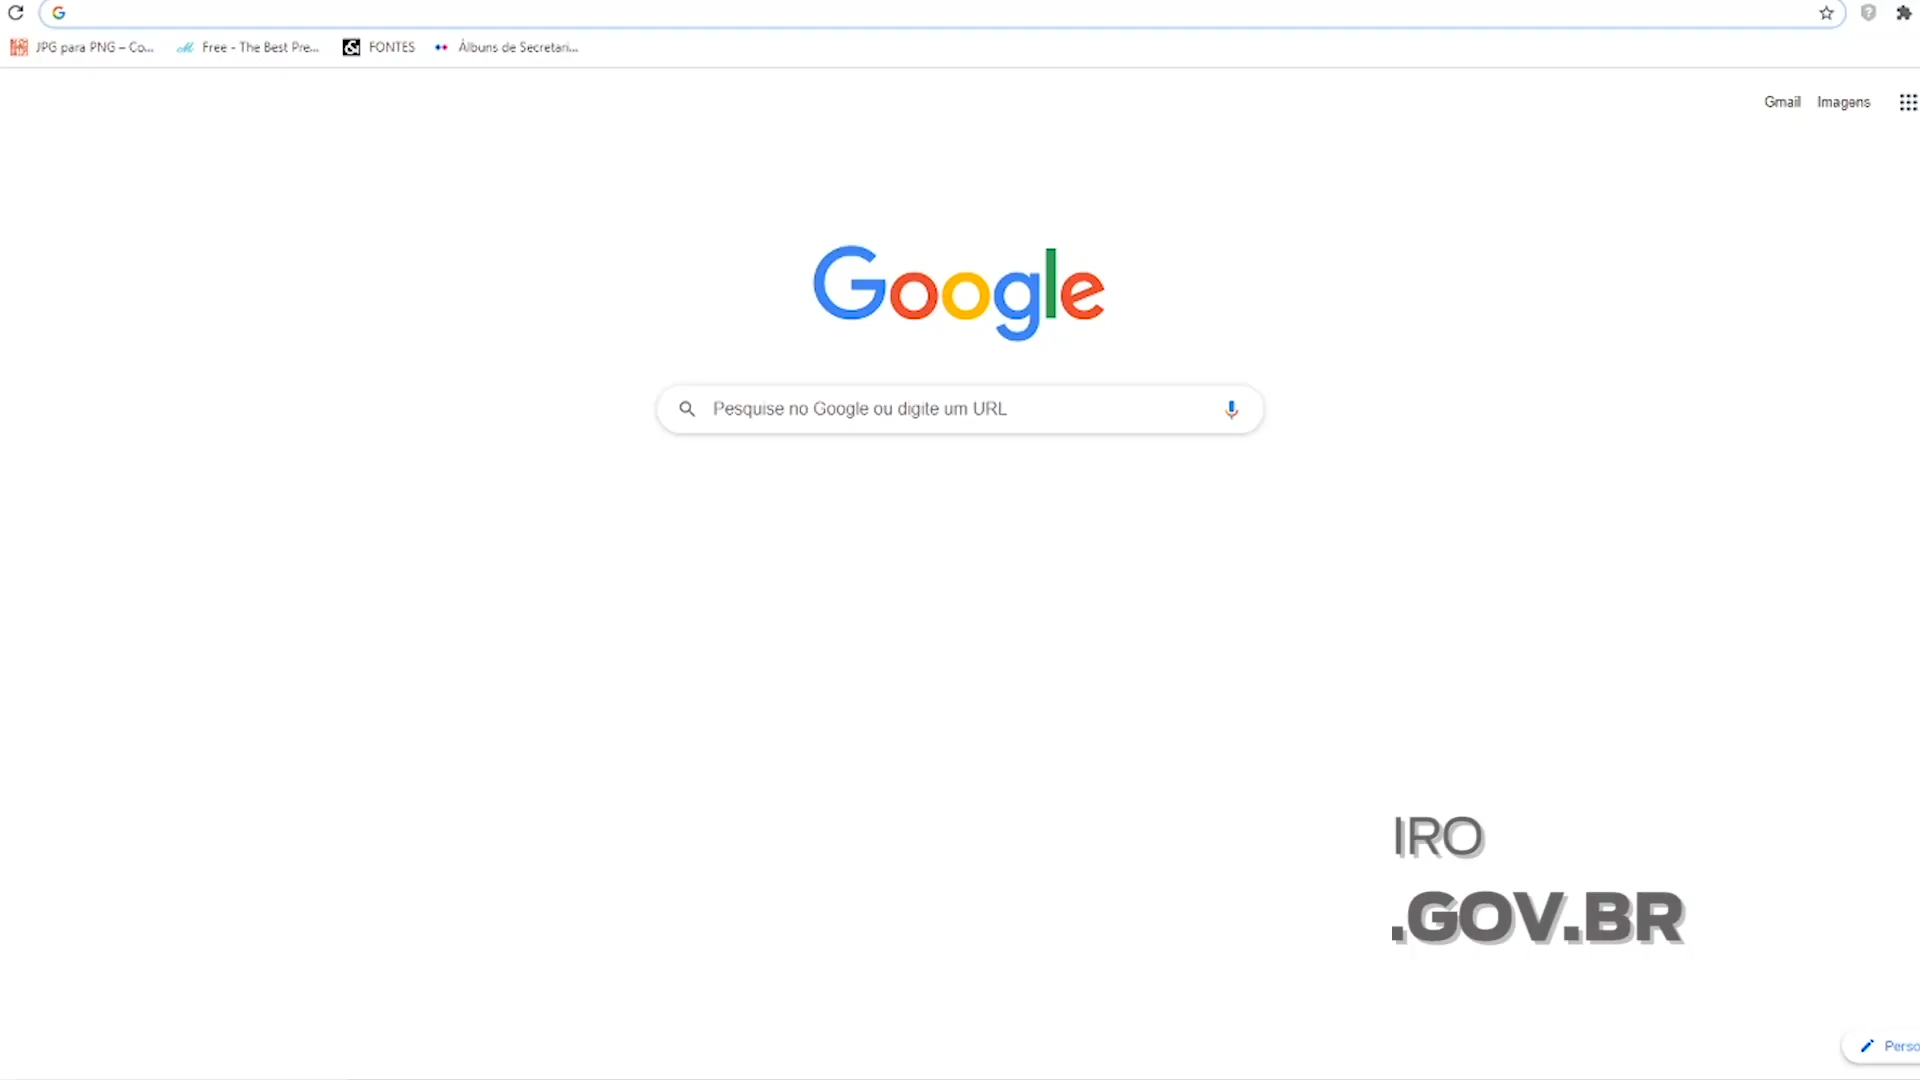 JPG para PNG – Co...
Free - The Best Pre...
FONTES
Álbuns de Secretari...
Gmail
Imagens
Google
Pesquise no Google ou digite um URL
IRO
.GOV.BR
Perso